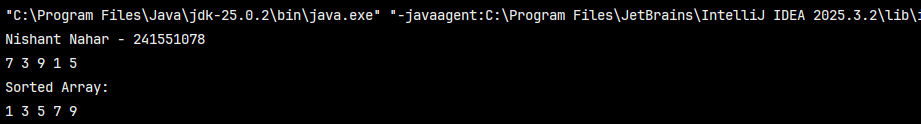 "C:\Program Files\Java\jdk-25.0.2\bin\java.exe" "-javaagent:C:\Program Files\JetBrains\IntelliJ IDEA 2025.3.2\lib\
Nishant Nahar - 241551078
7 3 9 1 5
Sorted Array:
1 3 5 7 9